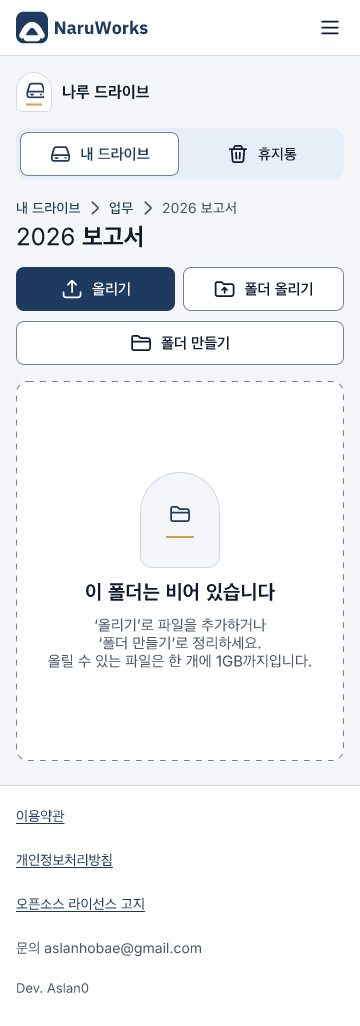 NaruWorks
나루 드라이브
내 드라이브
휴지통
내 드라이브 > 업무 > 2026 보고서
2026 보고서
올리기
폴더 올리기
폴더 만들기
이 폴더는 비어 있습니다
‘올리기’로 파일을 추가하거나
‘폴더 만들기’로 정리하세요.
올릴 수 있는 파일은 한 개에 1GB까지입니다.
이용약관
개인정보처리방침
오픈소스 라이선스 고지
문의 aslanhobae@gmail.com
Dev. Aslan0